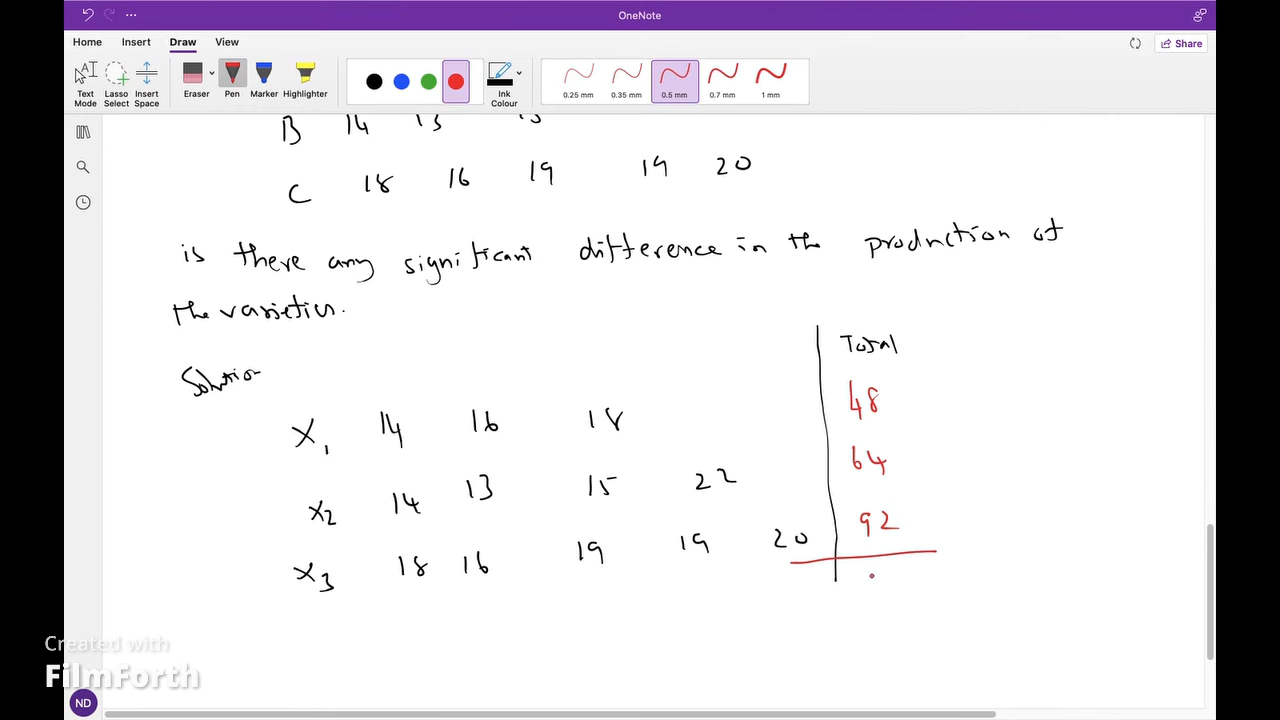 OneNote
Home Insert Draw View
Share
Text Mode
Lasso Select
Insert Space
Eraser
Pen
Marker
Highlighter
Ink Colour
0.25 mm
0.35 mm
0.5 mm
0.7 mm
1 mm
B 14 13 15
C 18 16 19 19 20
is there any significant difference in the production of
the varieties.
Solution
Total
X1 14 16 18 48
X2 14 13 15 22 64
X3 18 16 19 19 20 92
Created with
FilmForth
ND